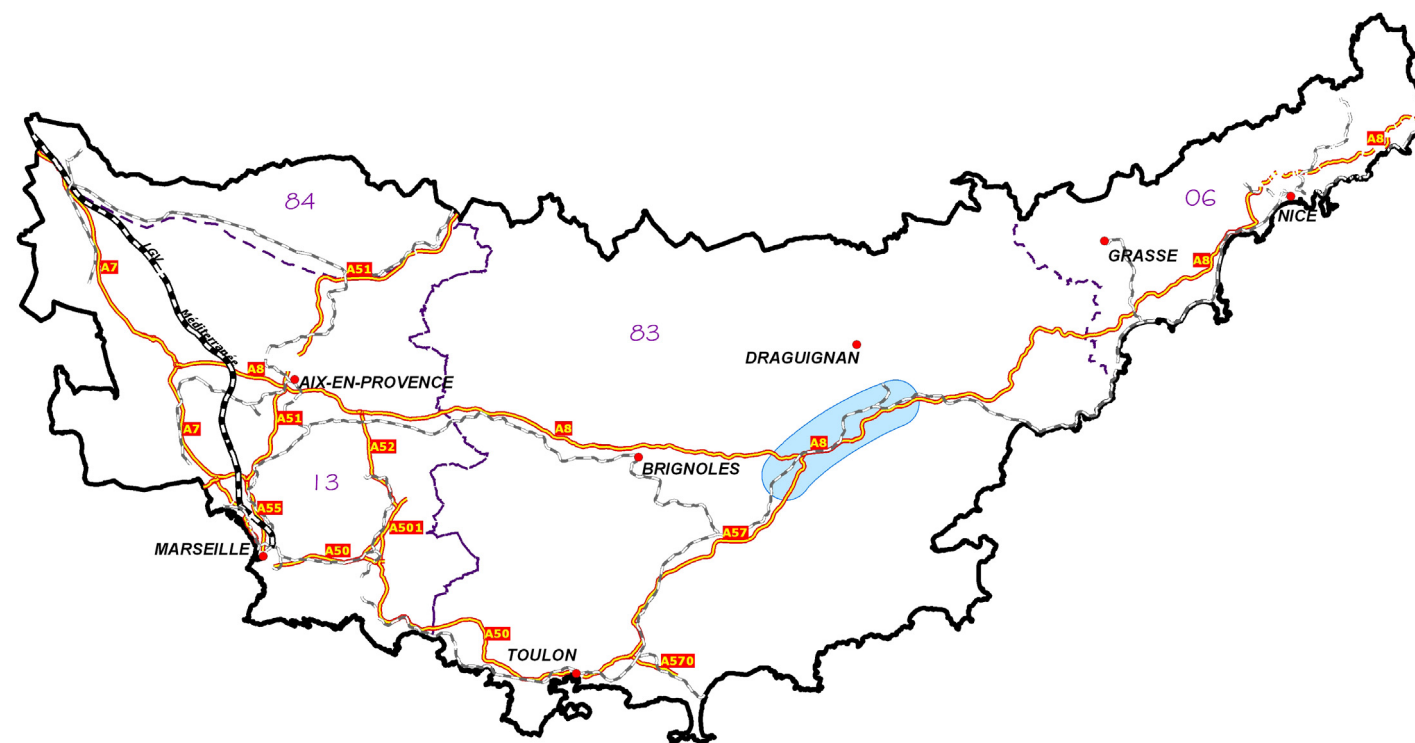 A8
84
06
NICE
LGV
GRASSE
A8
A7
A51
Méditerranée
83
DRAGUIGNAN
A8
AIX-EN-PROVENCE
A51
A7
A8
A8
A52
BRIGNOLES
13
A55
A501
A57
MARSEILLE
A50
A50
TOULON
A570